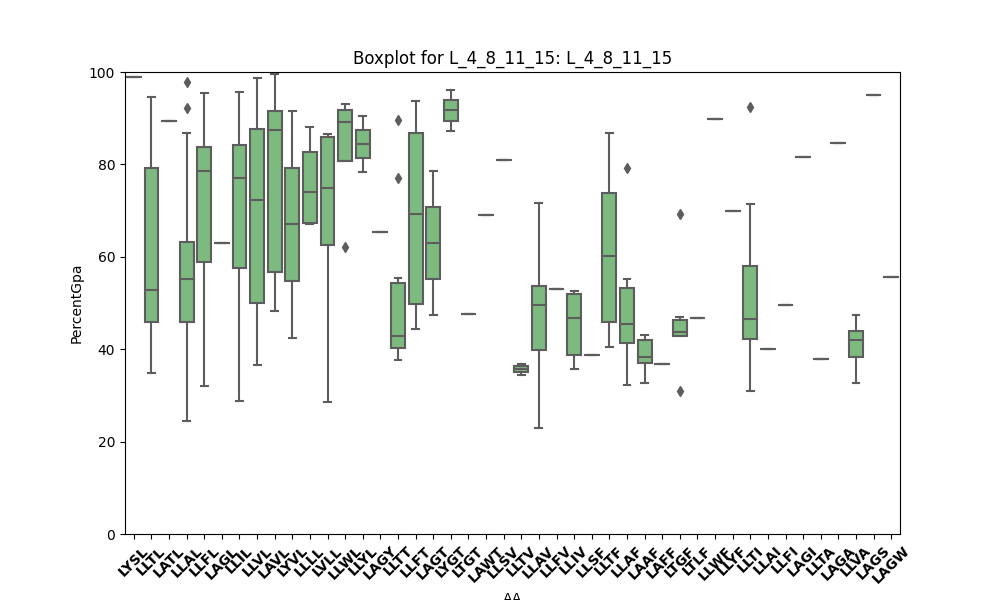 Boxplot for L_4_8_11_15: L_4_8_11_15
PercentGpa
100
80
60
40
20
0
LYSL
LLTL
LATL
LLAL
LLFL
LAGL
LLIL
LLVL
LAVL
LYVL
LLLL
LVLL
LLWL
LLYL
LAGY
LLTT
LLFT
LAGT
LYGT
LTGT
LAWT
LLSV
LLTV
LLAV
LLFV
LLIV
LLSF
LLTF
LLAF
LAAF
LAFF
LTGF
LTLF
LLWF
LLYF
LLTI
LLAI
LLFI
LAGI
LLTA
LAGA
LLVA
LAGS
LAGW
AA